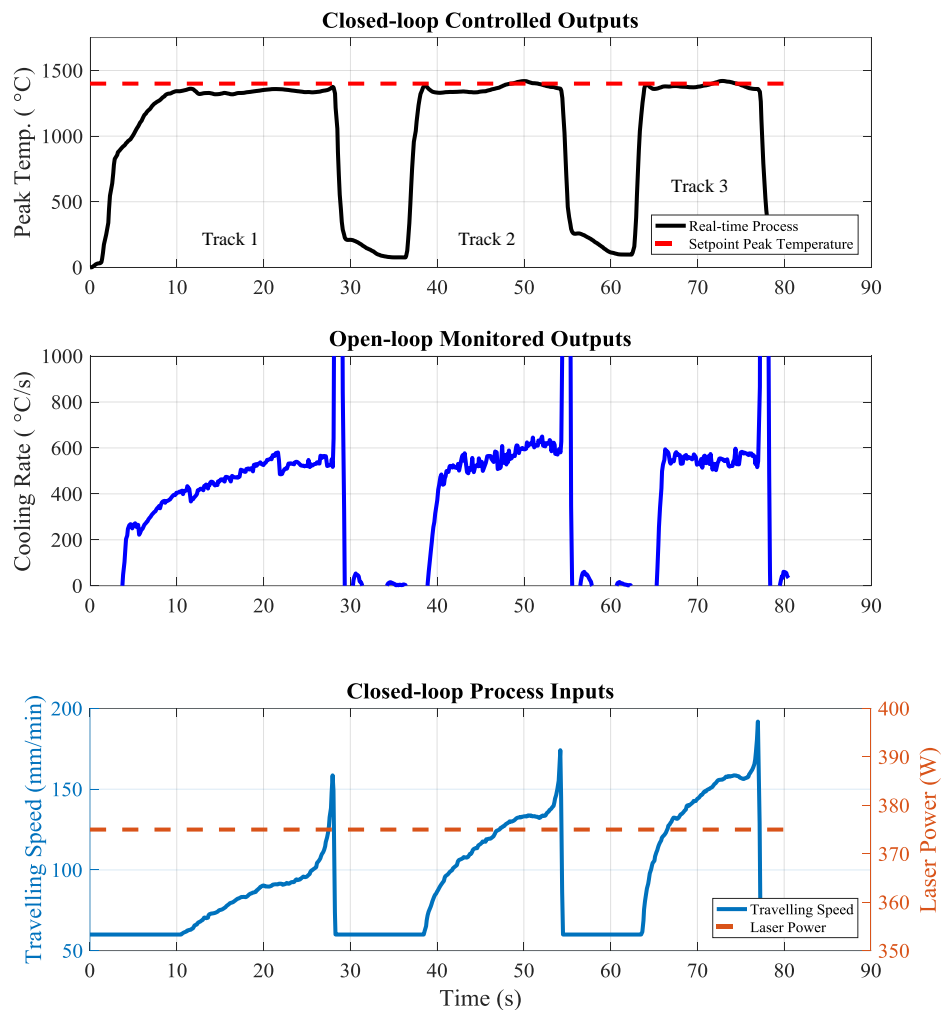 Closed-loop Controlled Outputs
Peak Temp. ( °C)
1500
1000
500
0
Track 1
Track 2
Track 3
Real-time Process
Setpoint Peak Temperature
0 10 20 30 40 50 60 70 80 90
Open-loop Monitored Outputs
Cooling Rate ( °C/s)
1000
800
600
400
200
0
0 10 20 30 40 50 60 70 80 90
Closed-loop Process Inputs
Travelling Speed (mm/min)
200
150
100
50
400
390
380
370
360
350
Laser Power (W)
Travelling Speed
Laser Power
0 10 20 30 40 50 60 70 80 90
Time (s)